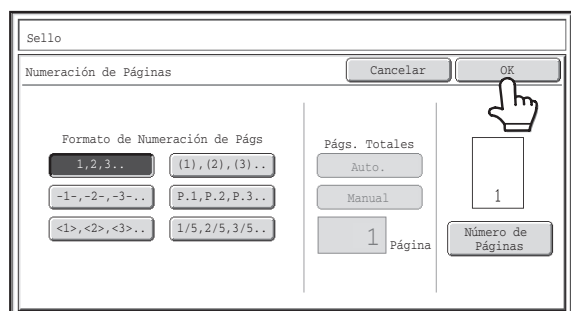 Sello
Numeración de Páginas
Cancelar
OK
Formato de Numeración de Págs
1,2,3..
(1),(2),(3)..
-1-,-2-,-3-..
P.1,P.2,P.3..
<1>,<2>,<3>..
1/5,2/5,3/5..
Págs. Totales
Auto.
Manual
1 Página
1
Número de
Páginas